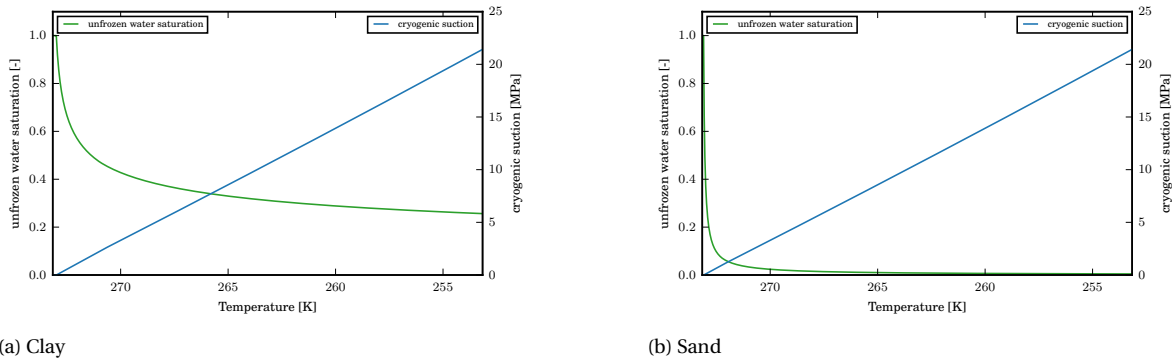 unfrozen water saturation
cryogenic suction
25
1.0
20
0.8
15
0.6
10
0.4
5
0.2
0
0.0
270
265
260
255
Temperature [K]
unfrozen water saturation [-]
cryogenic suction [MPa]
(a) Clay
unfrozen water saturation
cryogenic suction
25
1.0
20
0.8
15
0.6
10
0.4
5
0.2
0
0.0
270
265
260
255
Temperature [K]
unfrozen water saturation [-]
cryogenic suction [MPa]
(b) Sand